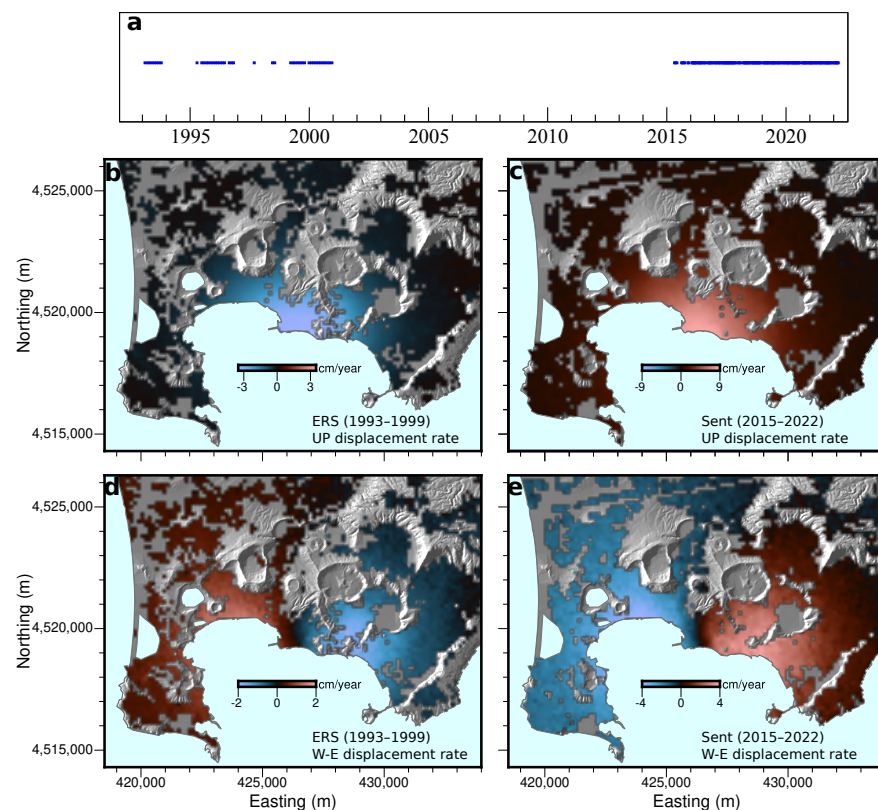 a
1995 2000 2005 2010 2015 2020
b
c
4,525,000
4,520,000
4,515,000
Northing (m)
cm/year
-3 0 3
ERS (1993–1999)
UP displacement rate
cm/year
-9 0 9
Sent (2015–2022)
UP displacement rate
d
e
4,525,000
4,520,000
4,515,000
Northing (m)
cm/year
-2 0 2
ERS (1993–1999)
W-E displacement rate
cm/year
-4 0 4
Sent (2015–2022)
W-E displacement rate
420,000 425,000 430,000
Easting (m)
420,000 425,000 430,000
Easting (m)